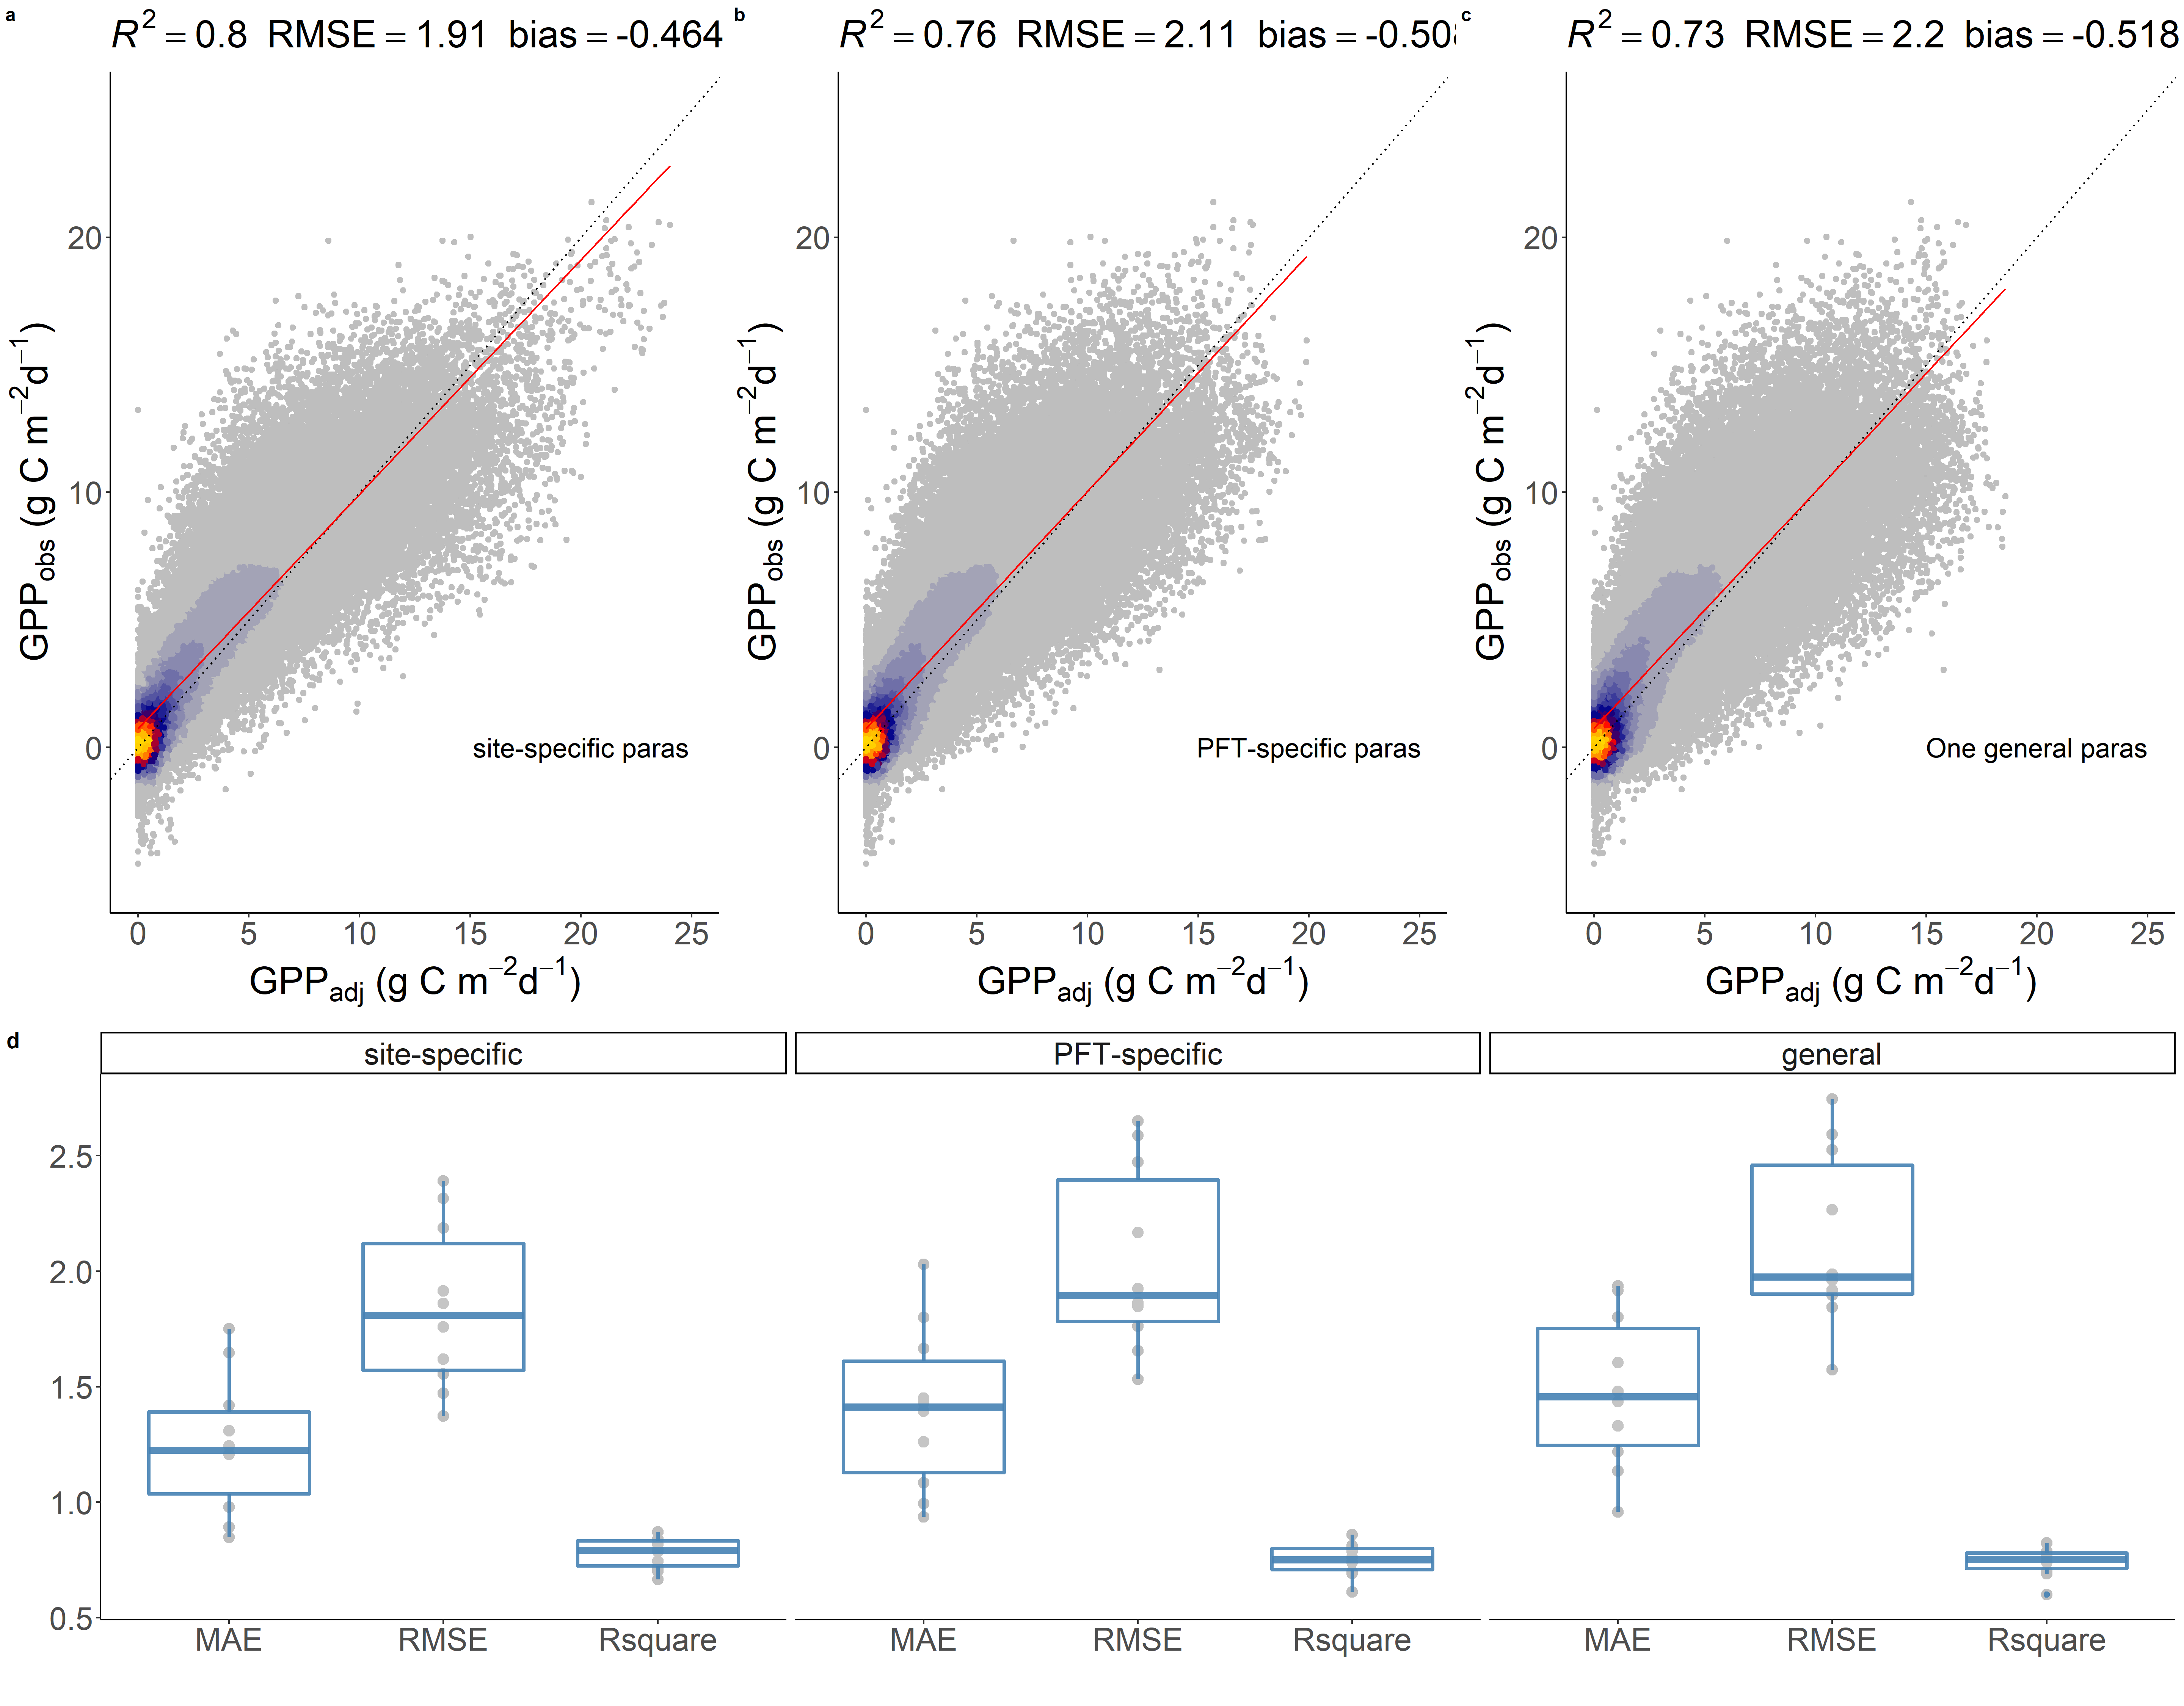 a
R² = 0.8 RMSE = 1.91 bias = -0.464
20
10
0
GPPobs (g C m−2d−1)
site-specific paras
0 5 10 15 20 25
GPPadj (g C m−2d−1)
b
R² = 0.76 RMSE = 2.11 bias = -0.50
20
10
0
GPPobs (g C m−2d−1)
PFT-specific paras
0 5 10 15 20 25
GPPadj (g C m−2d−1)
c
R² = 0.73 RMSE = 2.2 bias = -0.518
20
10
0
GPPobs (g C m−2d−1)
One general paras
0 5 10 15 20 25
GPPadj (g C m−2d−1)
d
site-specific PFT-specific general
2.5
2.0
1.5
1.0
0.5
MAE RMSE Rsquare MAE RMSE Rsquare MAE RMSE Rsquare